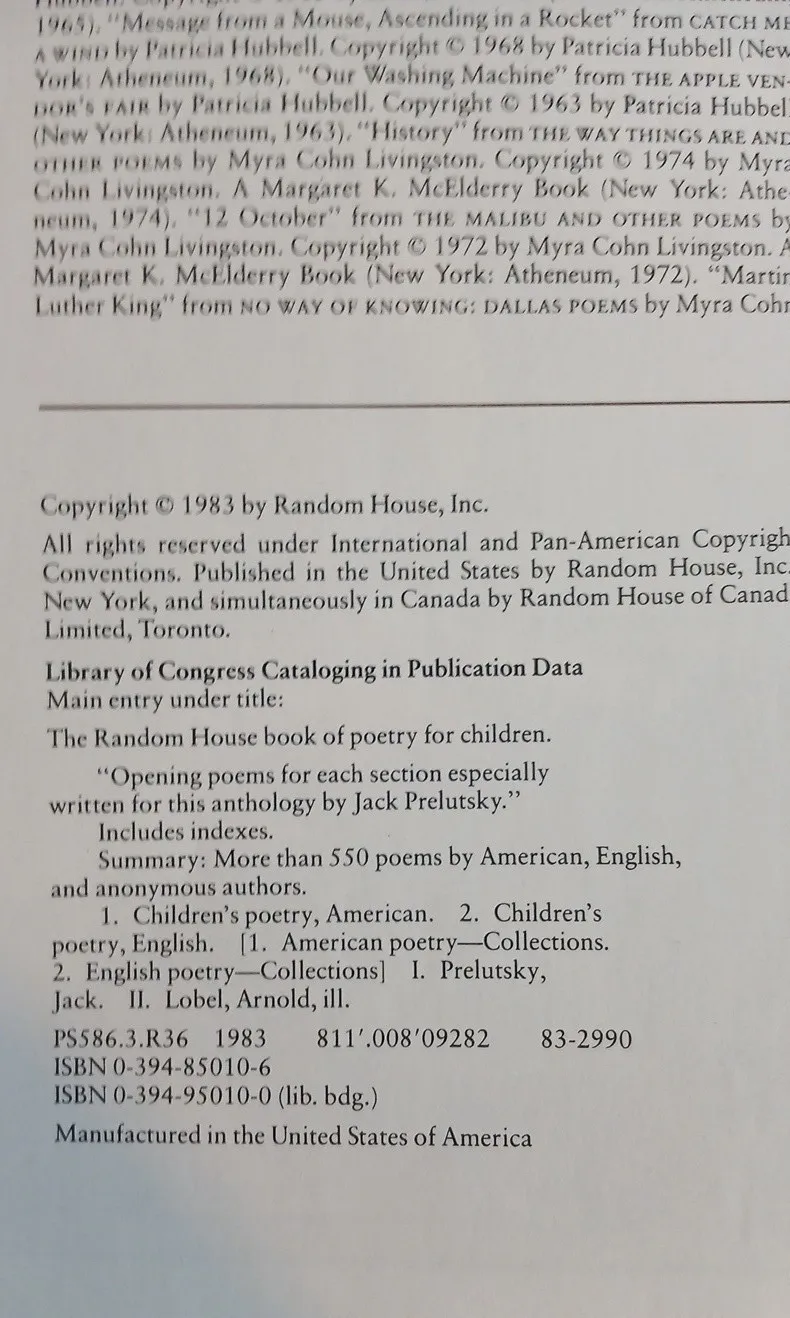 1965). “Message from a Mouse, Ascending in a Rocket” from CATCH ME
A WIND by Patricia Hubbell. Copyright © 1968 by Patricia Hubbell (New
York: Atheneum, 1968). “Our Washing Machine” from THE APPLE VEN-
DOR’S FAIR by Patricia Hubbell. Copyright © 1963 by Patricia Hubbel
(New York: Atheneum, 1963). “History” from THE WAY THINGS ARE AND
OTHER POEMS by Myra Cohn Livingston. Copyright © 1974 by Myra
Cohn Livingston. A Margaret K. McElderry Book (New York: Athe-
neum, 1974). “12 October” from THE MALIBU AND OTHER POEMS by
Myra Cohn Livingston. Copyright © 1972 by Myra Cohn Livingston. A
Margaret K. McElderry Book (New York: Atheneum, 1972). “Martin
Luther King” from NO WAY OF KNOWING: DALLAS POEMS by Myra Cohn
Copyright © 1983 by Random House, Inc.
All rights reserved under International and Pan-American Copyrigh
Conventions. Published in the United States by Random House, Inc.
New York, and simultaneously in Canada by Random House of Canad
Limited, Toronto.
Library of Congress Cataloging in Publication Data
Main entry under title:
The Random House book of poetry for children.
“Opening poems for each section especially
written for this anthology by Jack Prelutsky.”
Includes indexes.
Summary: More than 550 poems by American, English,
and anonymous authors.
1. Children’s poetry, American. 2. Children’s
poetry, English. [1. American poetry—Collections.
2. English poetry—Collections] I. Prelutsky,
Jack. II. Lobel, Arnold, ill.
PS586.3.R36 1983 811′.008′09282 83-2990
ISBN 0-394-85010-6
ISBN 0-394-95010-0 (lib. bdg.)
Manufactured in the United States of America